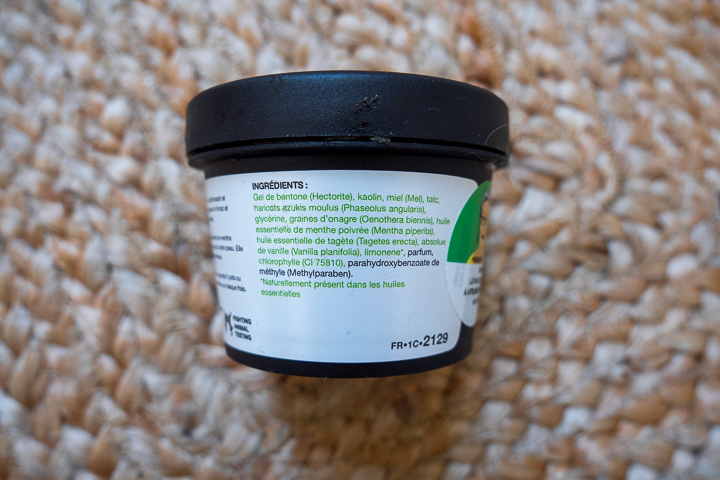 INGRÉDIENTS :
Gel de bentone (Hectorite), kaolin, miel (Mel), talc,
haricots azukis moulus (Phaseolus angularis),
glycérine, graines d'onagre (Oenothera biennis), huile
essentielle de menthe poivrée (Mentha piperita),
huile essentielle de tagète (Tagetes erecta), absolue
de vanille (Vanilla planifolia), limonene*, parfum,
chlorophylle (CI 75810), parahydroxybenzoate de
méthyle (Methylparaben).
*Naturellement présent dans les huiles
essentielles
FIGHTING
ANIMAL
TESTING
FR•1C•2129